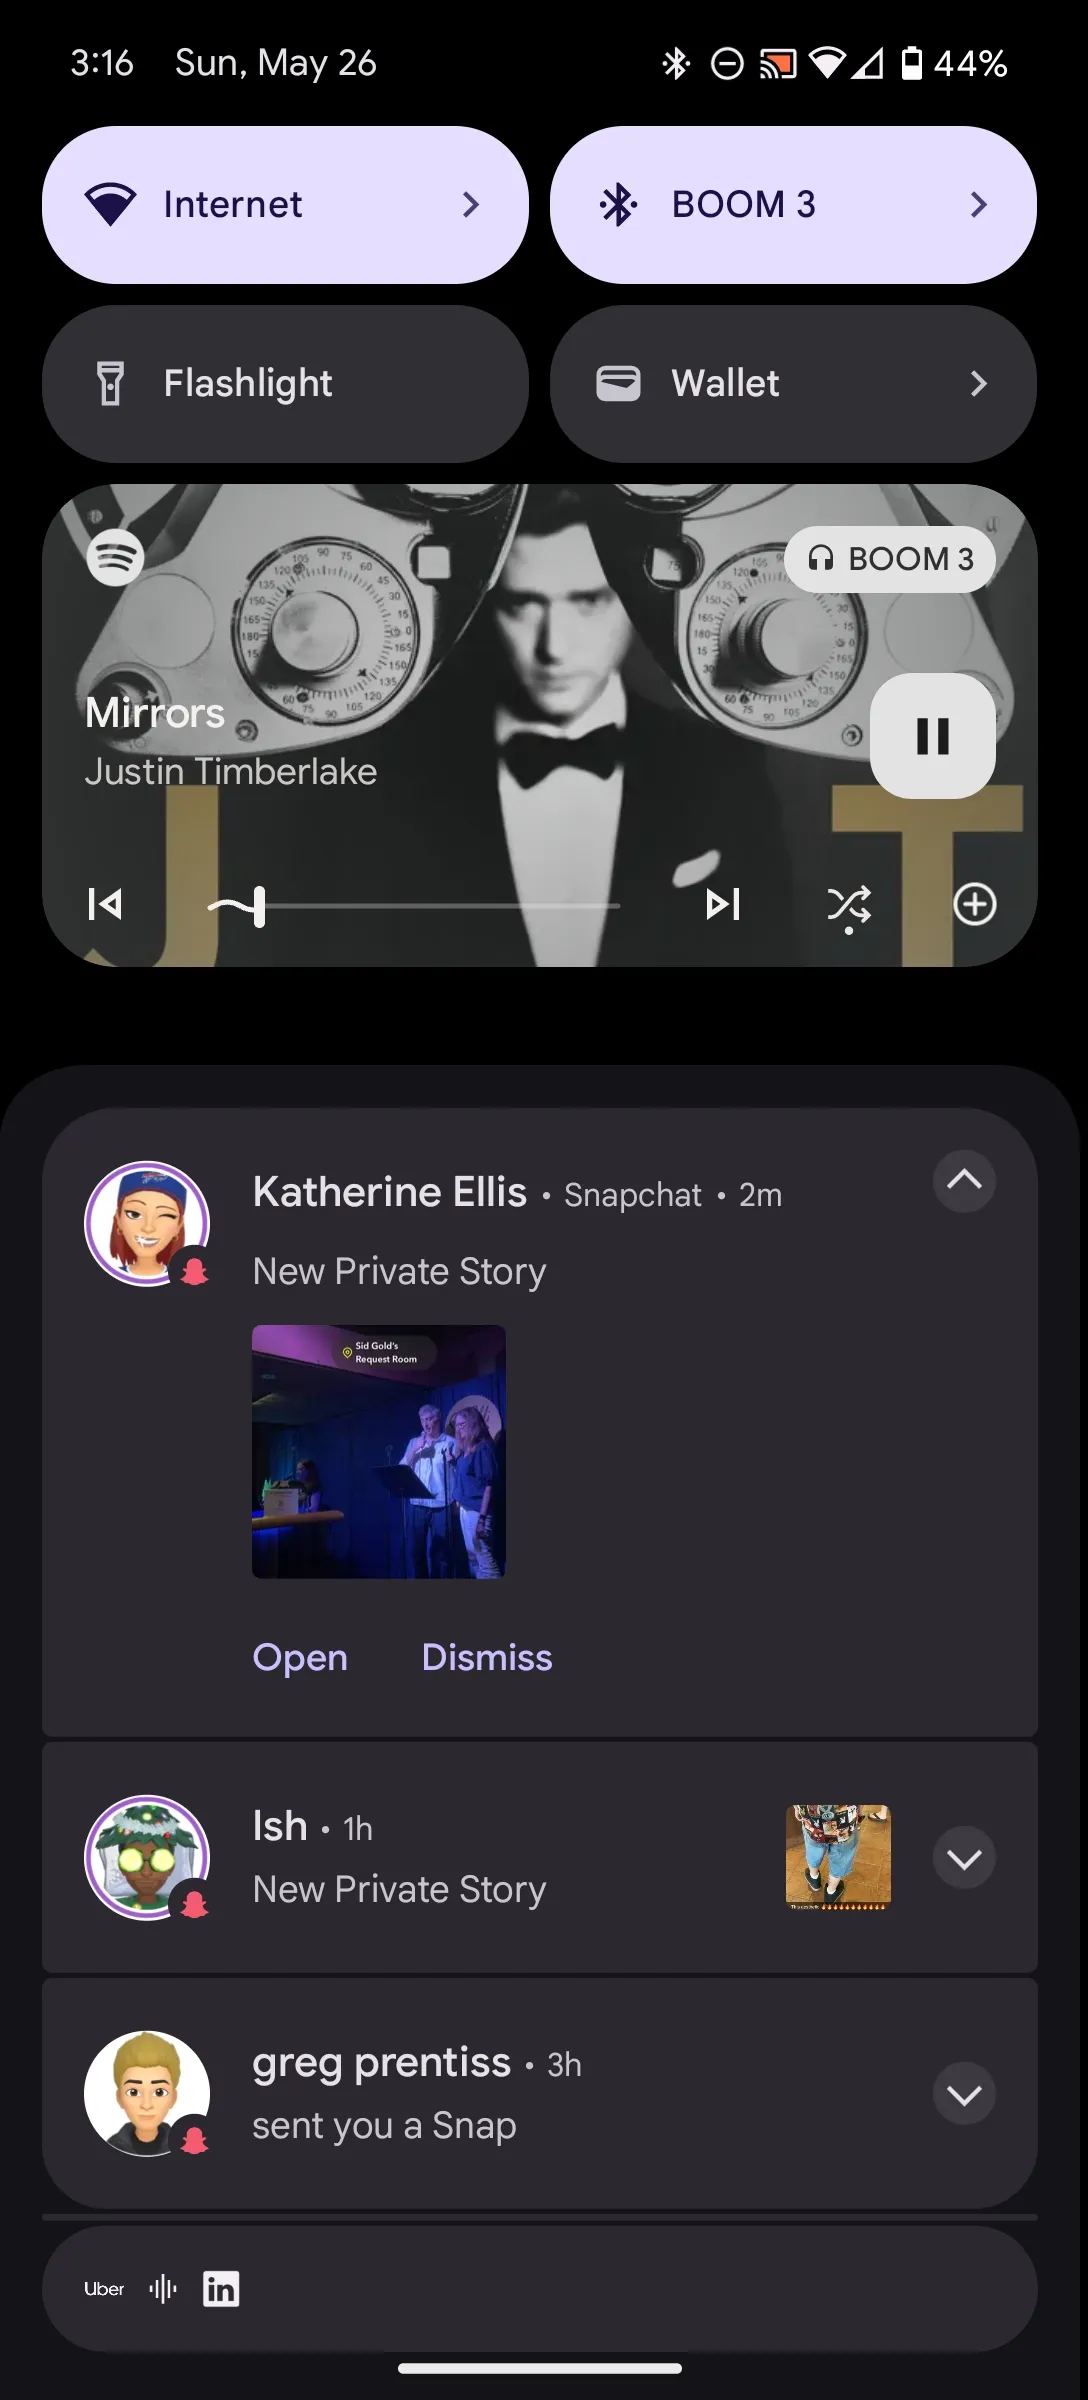 3:16 Sun, May 26 44%
Internet
BOOM 3
Flashlight
Wallet
BOOM 3
Mirrors
Justin Timberlake
J T
Katherine Ellis • Snapchat • 2m
New Private Story
Sid Gold's
Request Room
Open Dismiss
Ish • 1h
New Private Story
greg prentiss • 3h
sent you a Snap
Uber in